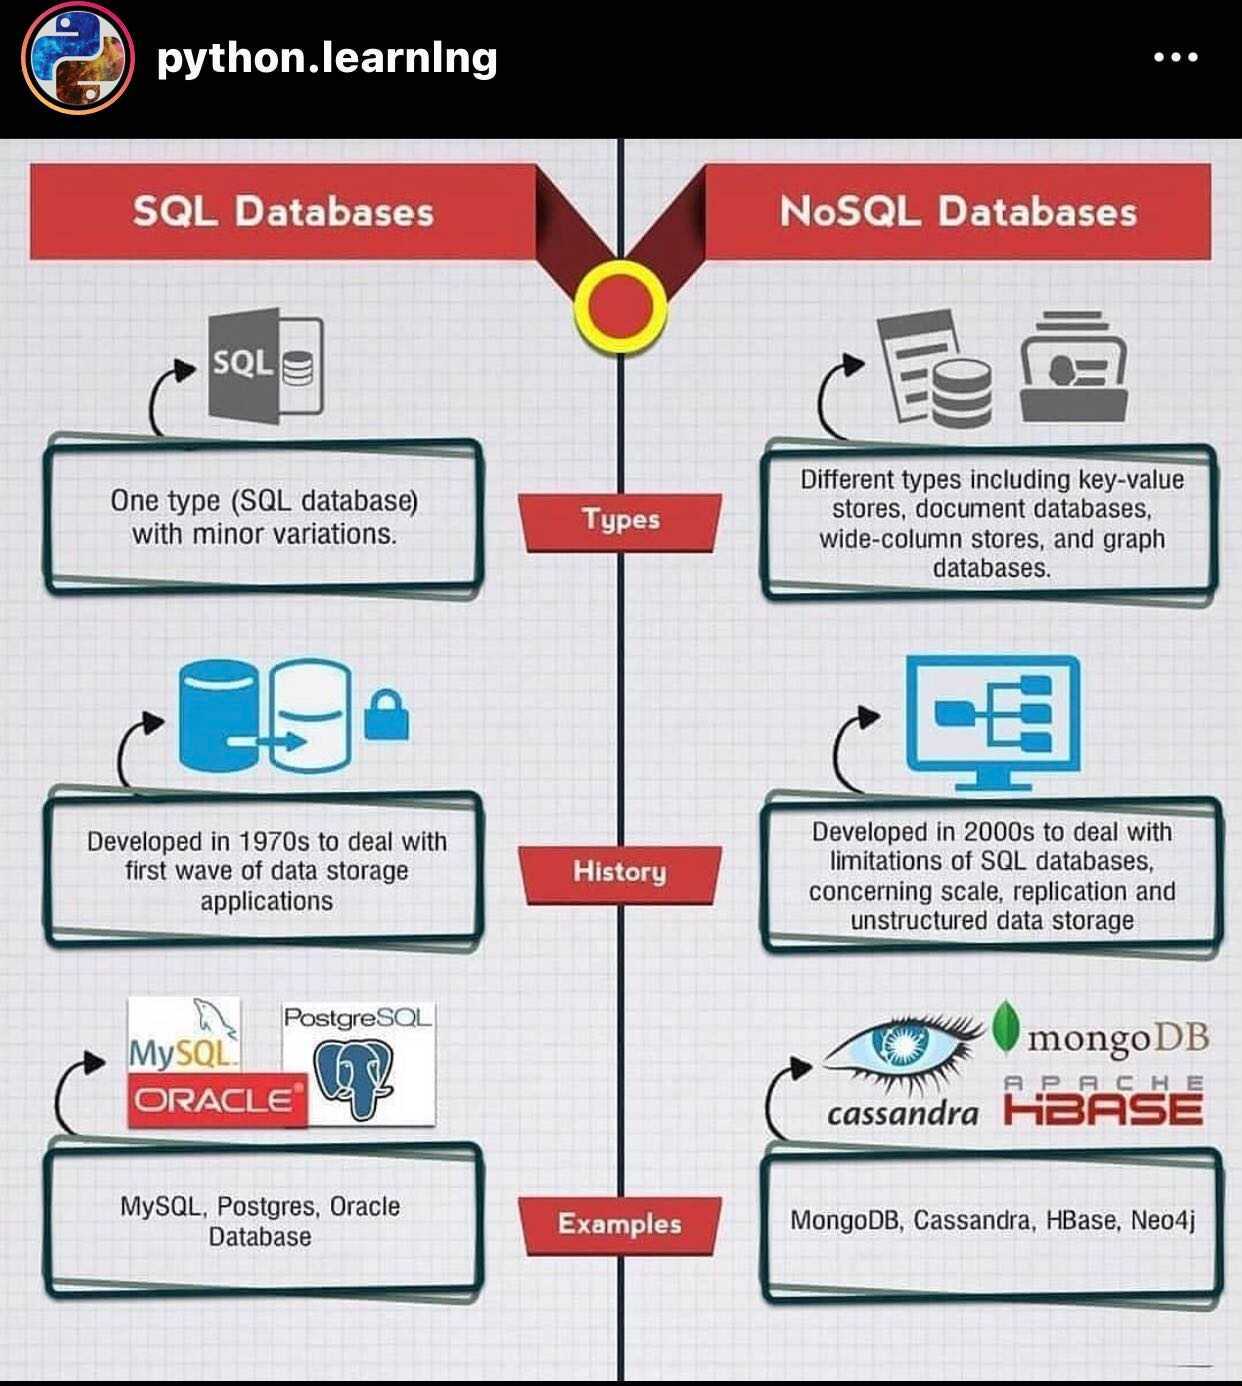 python.learnlng
SQL Databases
NoSQL Databases
SQL
One type (SQL database)
with minor variations.
Types
Different types including key-value
stores, document databases,
wide-column stores, and graph
databases.
Developed in 1970s to deal with
first wave of data storage
applications
History
Developed in 2000s to deal with
limitations of SQL databases,
concerning scale, replication and
unstructured data storage
MySQL
PostgreSQL
ORACLE®
cassandra
mongoDB
APACHE
HBASE
MySQL, Postgres, Oracle
Database
Examples
MongoDB, Cassandra, HBase, Neo4j